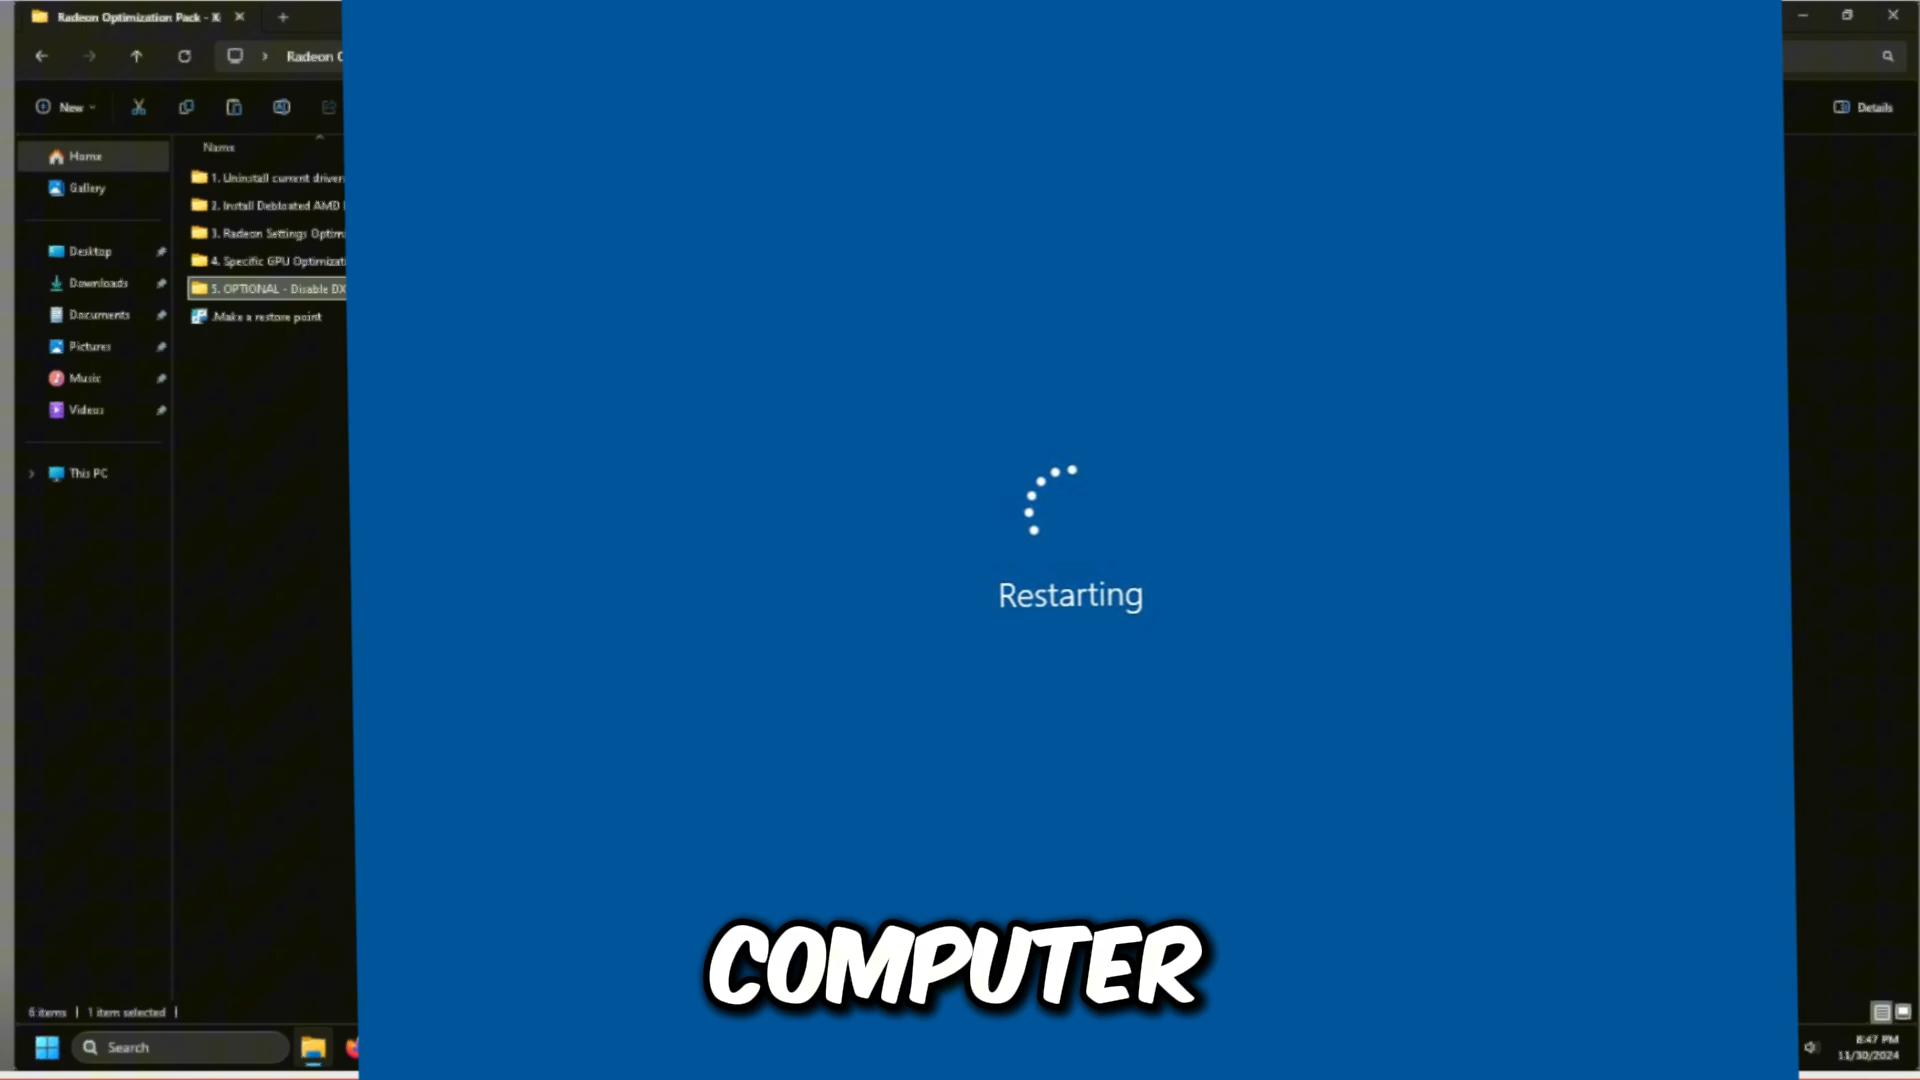 Radeon Optimization Pack - X
Radeon O
New
Details
Home
Gallery
Desktop
Downloads
Documents
Pictures
Music
Videos
This PC
Name
1. Uninstall current driver
2. Install Debloated AMD
3. Radeon Settings Optim
4. Specific GPU Optimizati
5. OPTIONAL - Disable DX
.Make a restore point
Restarting
COMPUTER
6 items | 1 item selected |
Search
8:47 PM
11/30/2024